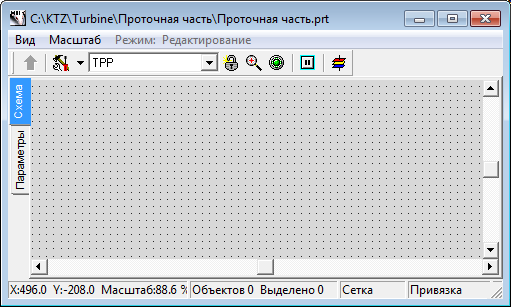 C:\KTZ\Turbine\Проточная часть\Проточная часть.prt
Вид Масштаб Режим: Редактирование
TPP
Схема
Параметры
X:496.0 Y:-208.0 Масштаб:88.6 % Объектов 0 Выделено 0 Сетка Привязка